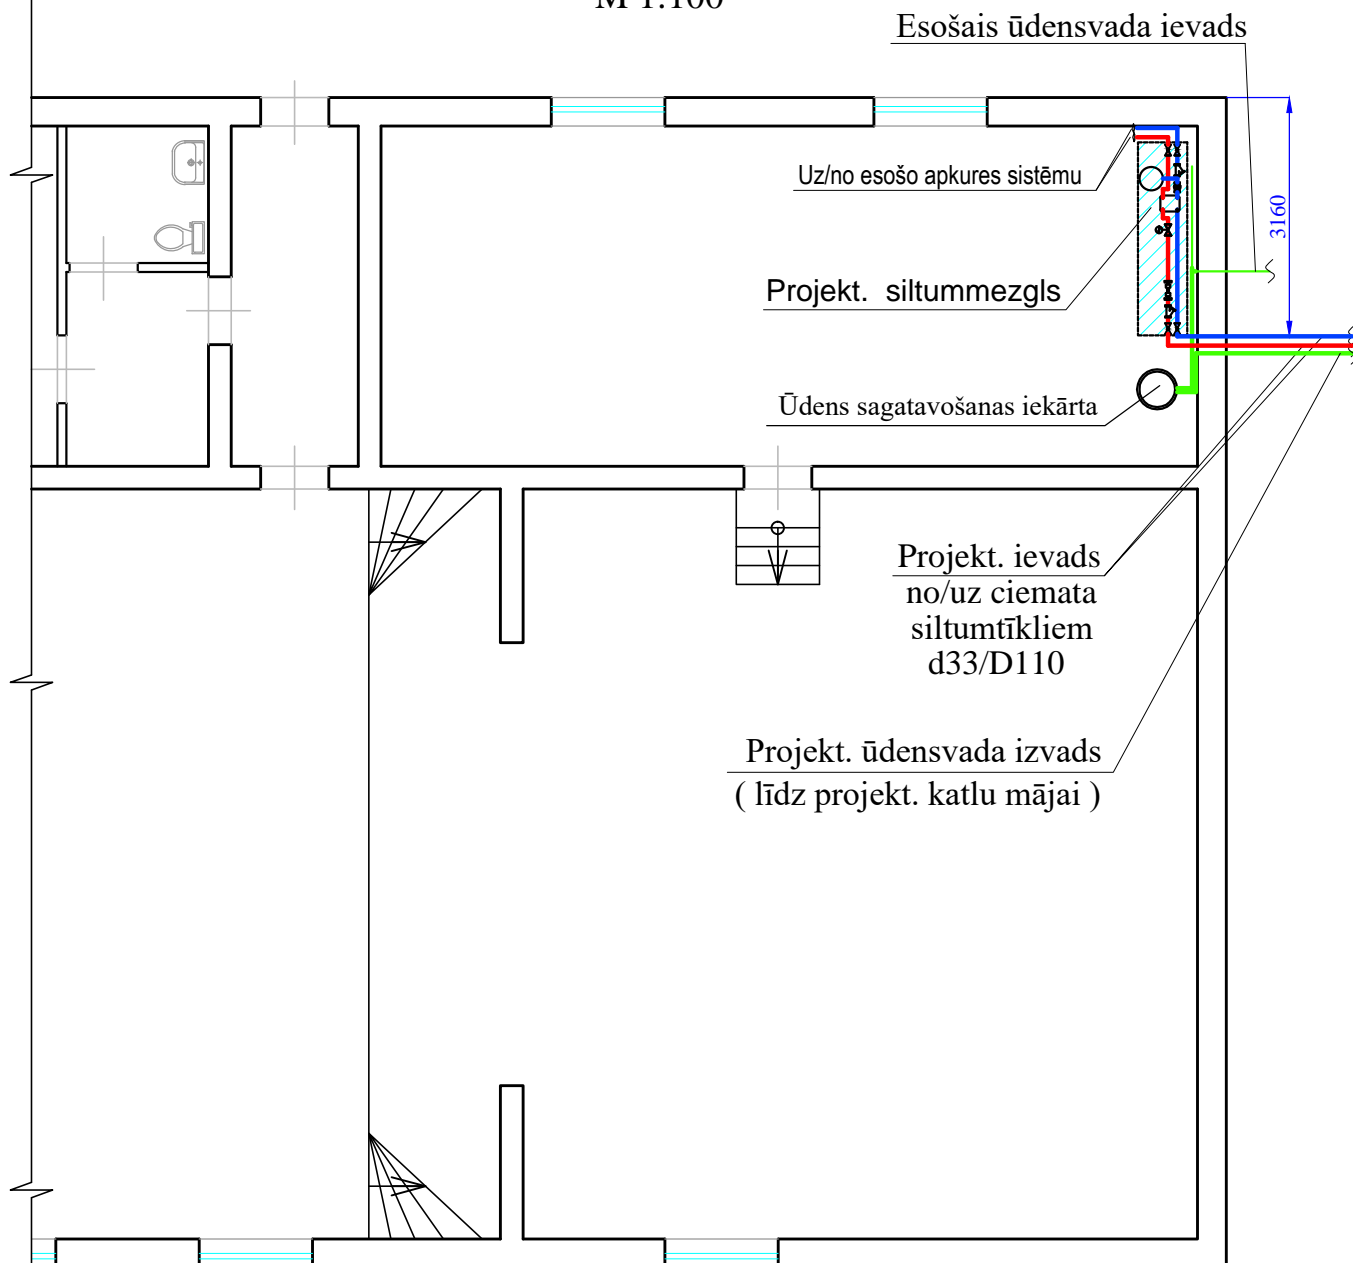 M 1:100
Esošais ūdensvada ievads
Uz/no esošo apkures sistēmu
3160
Projekt. siltummezgls
Ūdens sagatavošanas iekārta
Projekt. ievads
no/uz ciemata
siltumtīkliem
d33/D110
Projekt. ūdensvada izvads
( līdz projekt. katlu mājai )